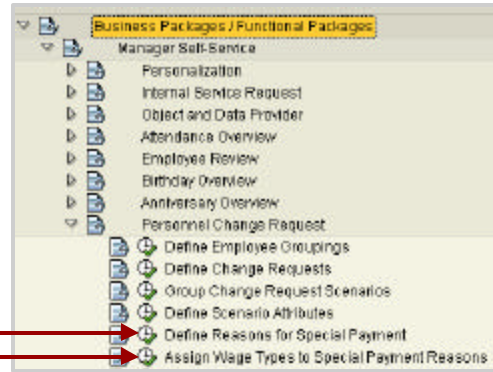 Business Packages / Functional Packages
Manager Self-Service
Personalization
Internal Service Request
Object and Data Provider
Attendance Overview
Employee Review
Birthday Overview
Anniversary Overview
Personnel Change Request
Define Employee Groupings
Define Change Requests
Group Change Request Scenarios
Define Scenario Attributes
Define Reasons for Special Payment
Assign Wage Types to Special Payment Reasons